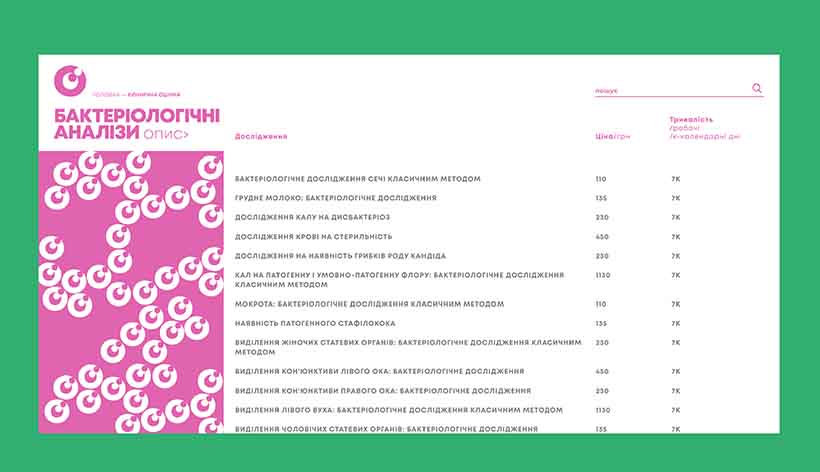 ГОЛОВНА — КЛІНІЧНА ОЦІНКА
пошук
БАКТЕРІОЛОГІЧНІ
АНАЛІЗИ ОПИС>
Дослідження
Ціна/грн
Тривалість
/робочі
/к-календарні дні
БАКТЕРІОЛОГІЧНЕ ДОСЛІДЖЕННЯ СЕЧІ КЛАСИЧНИМ МЕТОДОМ 110 7К
ГРУДНЕ МОЛОКО: БАКТЕРІОЛОГІЧНЕ ДОСЛІДЖЕННЯ 135 7К
ДОСЛІДЖЕННЯ КАЛУ НА ДИСБАКТЕРІОЗ 230 7К
ДОСЛІДЖЕННЯ КРОВІ НА СТЕРИЛЬНІСТЬ 450 7К
ДОСЛІДЖЕННЯ НА НАЯВНІСТЬ ГРИБКІВ РОДУ КАНДІДА 230 7К
КАЛ НА ПАТОГЕННУ І УМОВНО-ПАТОГЕННУ ФЛОРУ: БАКТЕРІОЛОГІЧНЕ ДОСЛІДЖЕННЯ 1130 7К
КЛАСИЧНИМ МЕТОДОМ
МОКРОТА: БАКТЕРІОЛОГІЧНЕ ДОСЛІДЖЕННЯ КЛАСИЧНИМ МЕТОДОМ 110 7К
НАЯВНІСТЬ ПАТОГЕННОГО СТАФІЛОКОКА 135 7К
ВИДІЛЕННЯ ЖІНОЧИХ СТАТЕВИХ ОРГАНІВ: БАКТЕРІОЛОГІЧНЕ ДОСЛІДЖЕННЯ КЛАСИЧНИМ 230 7К
МЕТОДОМ
ВИДІЛЕННЯ КОН'ЮНКТИВИ ЛІВОГО ОКА: БАКТЕРІОЛОГІЧНЕ ДОСЛІДЖЕННЯ 450 7К
ВИДІЛЕННЯ КОН'ЮНКТИВИ ПРАВОГО ОКА: БАКТЕРІОЛОГІЧНЕ ДОСЛІДЖЕННЯ 230 7К
ВИДІЛЕННЯ ЛІВОГО ВУХА: БАКТЕРІОЛОГІЧНЕ ДОСЛІДЖЕННЯ КЛАСИЧНИМ МЕТОДОМ 1130 7К
ВИДІЛЕННЯ ЧОЛОВІЧИХ СТАТЕВИХ ОРГАНІВ: БАКТЕРІОЛОГІЧНЕ ДОСЛІДЖЕННЯ 135 7К